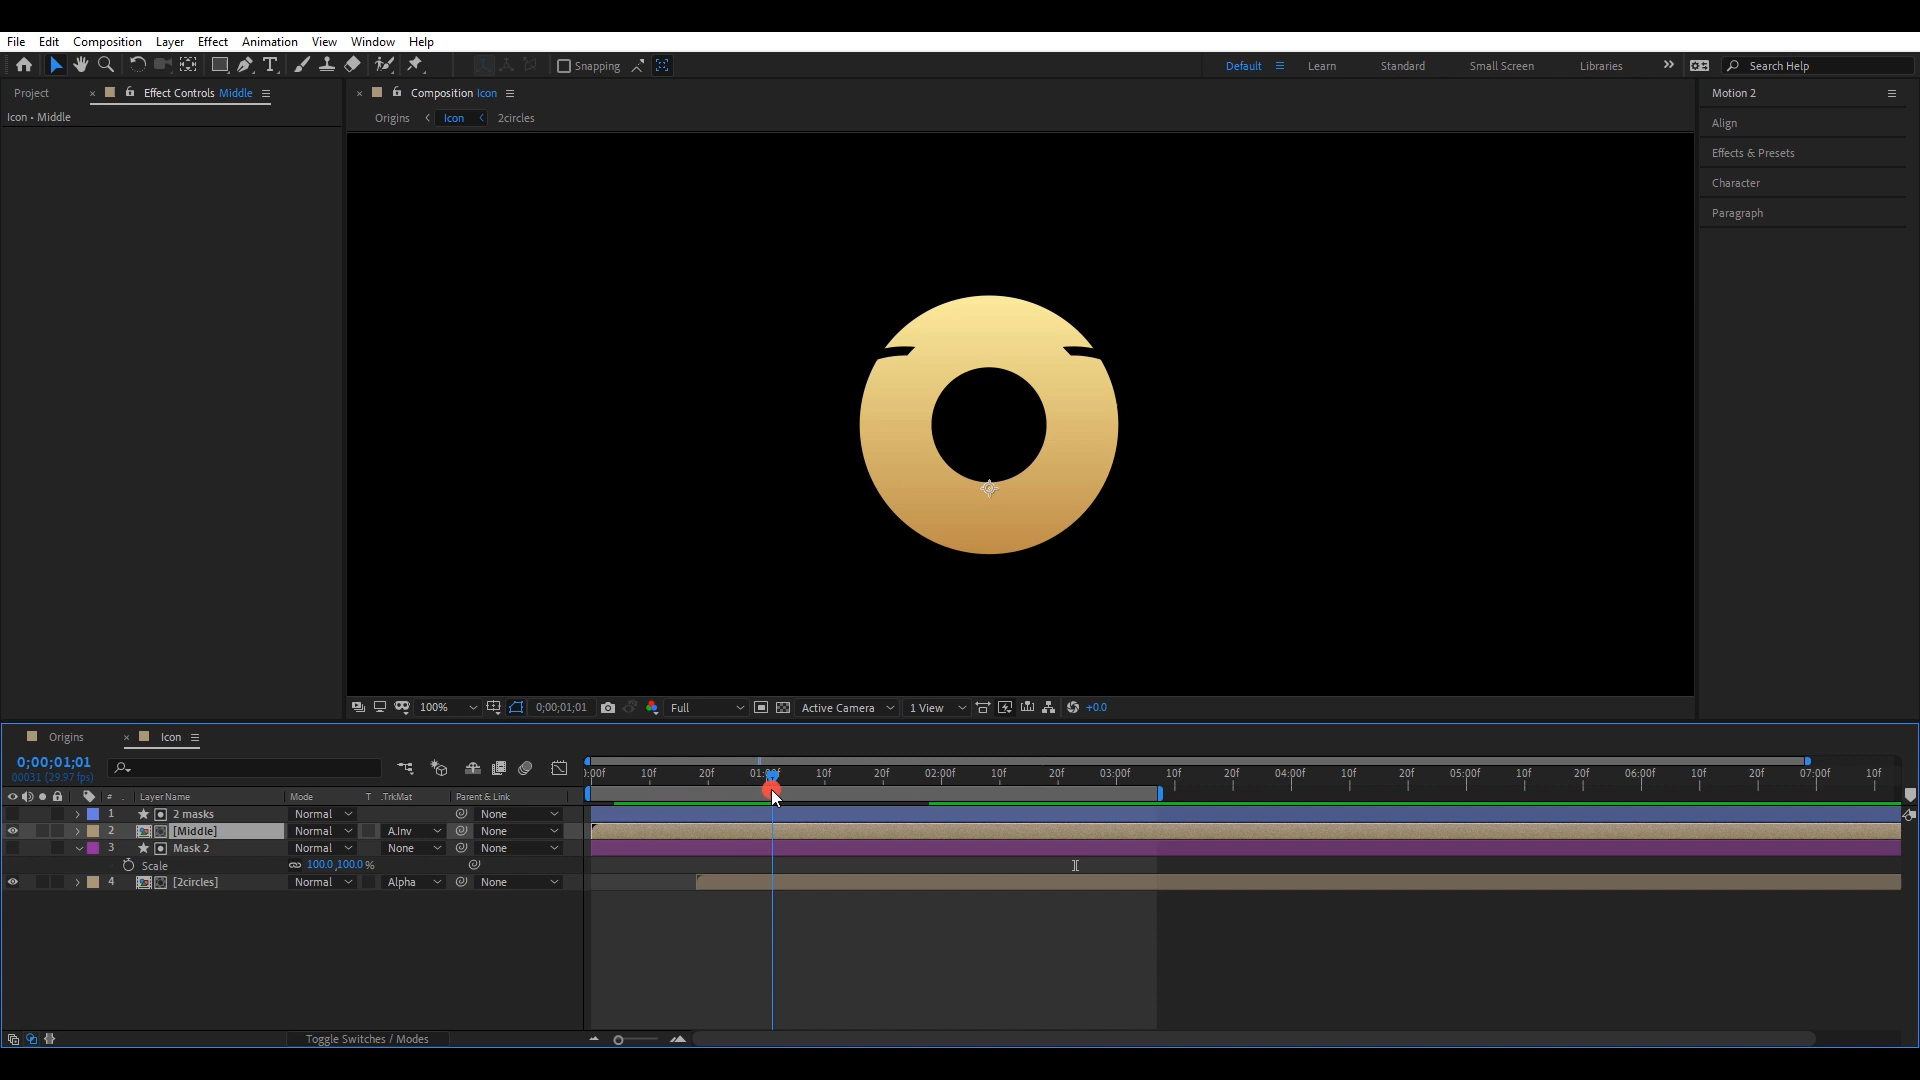 File Edit Composition Layer Effect Animation View Window Help
Snapping Default Learn Standard Small Screen Libraries Search Help
Project Effect Controls Middle Composition Icon Motion 2
Icon • Middle
Origins Icon 2circles
Align
Effects & Presets
Character
Paragraph
100% 0;00;01;01 Full Active Camera 1 View +0.0
Origins Icon
0;00;01;01
00031 (29.97 fps)
):00f 10f 20f 01:00f 10f 20f 02:00f 10f 20f 03:00f 10f 20f 04:00f 10f 20f 05:00f 10f 20f 06:00f 10f 20f 07:00f 10f
# Layer Name Mode T .TrkMat Parent & Link
1 2 masks Normal None
2 [Middle] Normal A.Inv None
3 Mask 2 Normal None None
Scale 100.0,100.0 %
4 [2circles] Normal Alpha None
Toggle Switches / Modes